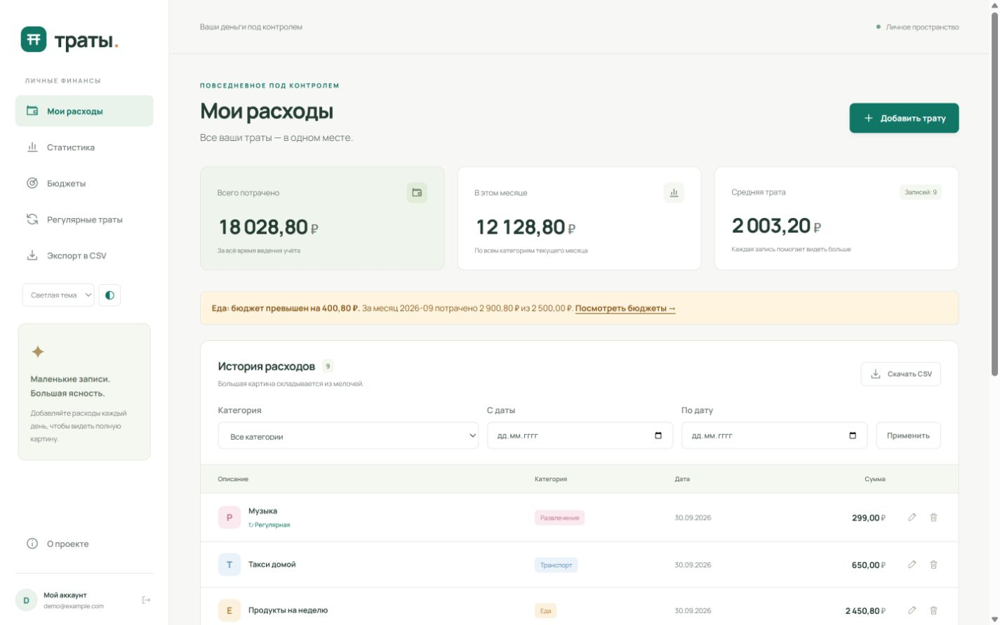 траты.
ЛИЧНЫЕ ФИНАНСЫ
Мои расходы
Статистика
Бюджеты
Регулярные траты
Экспорт в CSV
Светлая тема
Маленькие записи.
Большая ясность.
Добавляйте расходы каждый
день, чтобы видеть полную
картину.
О проекте
D
Мой аккаунт
demo@example.com
Ваши деньги под контролем
Личное пространство
ПОВСЕДНЕВНОЕ ПОД КОНТРОЛЕМ
Мои расходы
Все ваши траты — в одном месте.
Добавить трату
Всего потрачено
18 028,80 ₽
За всё время ведения учёта
В этом месяце
12 128,80 ₽
По всем категориям текущего месяца
Средняя трата
Записей: 9
2 003,20 ₽
Каждая запись помогает видеть больше
Еда: бюджет превышен на 400,80 ₽. За месяц 2026-09 потрачено 2 900,80 ₽ из 2 500,00 ₽. Посмотреть бюджеты →
История расходов 9
Большая картина складывается из мелочей.
Скачать CSV
Категория С даты По дату
Все категории дд.мм.гггг дд.мм.гггг Применить
Описание Категория Дата Сумма
Р Музыка Развлечения 30.09.2026 299,00 ₽
↻ Регулярная
Т Такси домой Транспорт 30.09.2026 650,00 ₽
Е Продукты на неделю Еда 30.09.2026 2 450,80 ₽